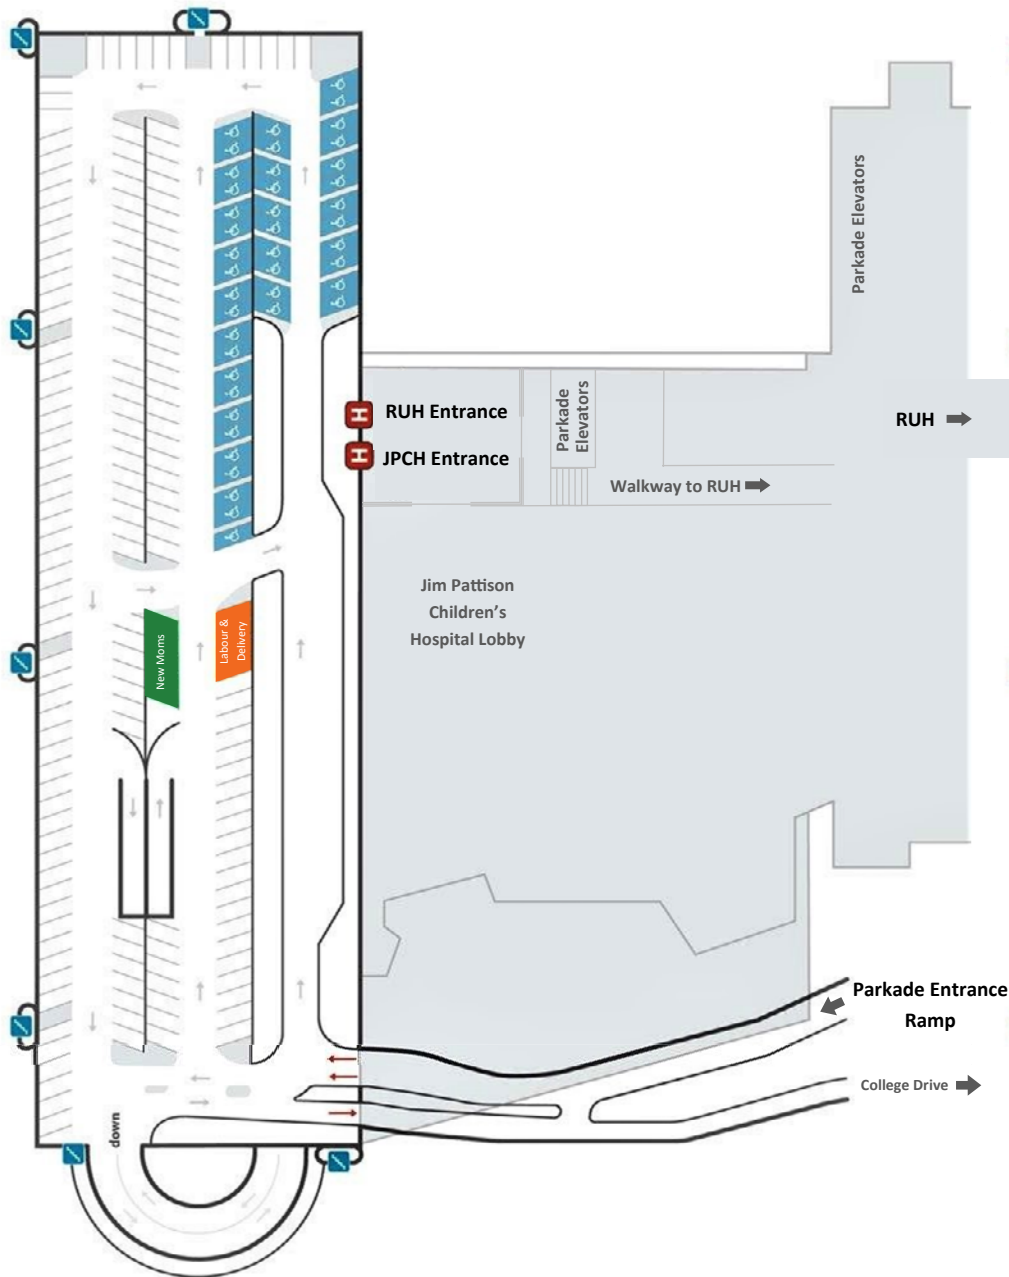 Parkade Elevators
RUH Entrance
JPCH Entrance
Parkade
Elevators
RUH
Walkway to RUH
Jim Pattison
Children's
Hospital Lobby
New Moms
Labour &
Delivery
Parkade Entrance
Ramp
College Drive
down
H
H